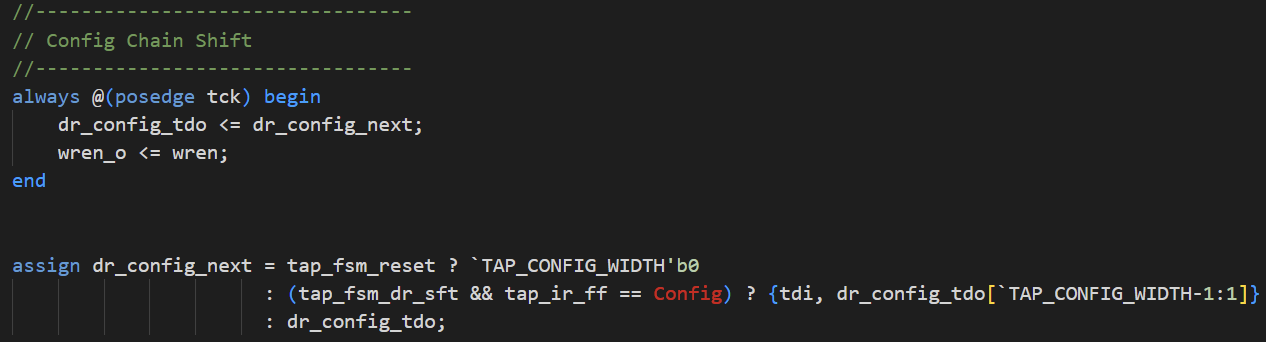 //---------------------------------
// Config Chain Shift
//---------------------------------
always @(posedge tck) begin
    dr_config_tdo <= dr_config_next;
    wren_o <= wren;
end
assign dr_config_next = tap_fsm_reset ? `TAP_CONFIG_WIDTH'b0
                      : (tap_fsm_dr_sft && tap_ir_ff == Config) ? {tdi, dr_config_tdo[`TAP_CONFIG_WIDTH-1:1]}
                      : dr_config_tdo;